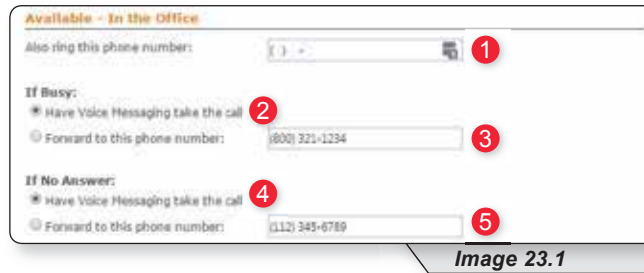 Available - In the Office
Also ring this phone number: ( ) - 1
If Busy:
Have Voice Messaging take the call 2
Forward to this phone number: (800) 321-1234 3
If No Answer:
Have Voice Messaging take the call 4
Forward to this phone number: (112) 345-6789 5
Image 23.1